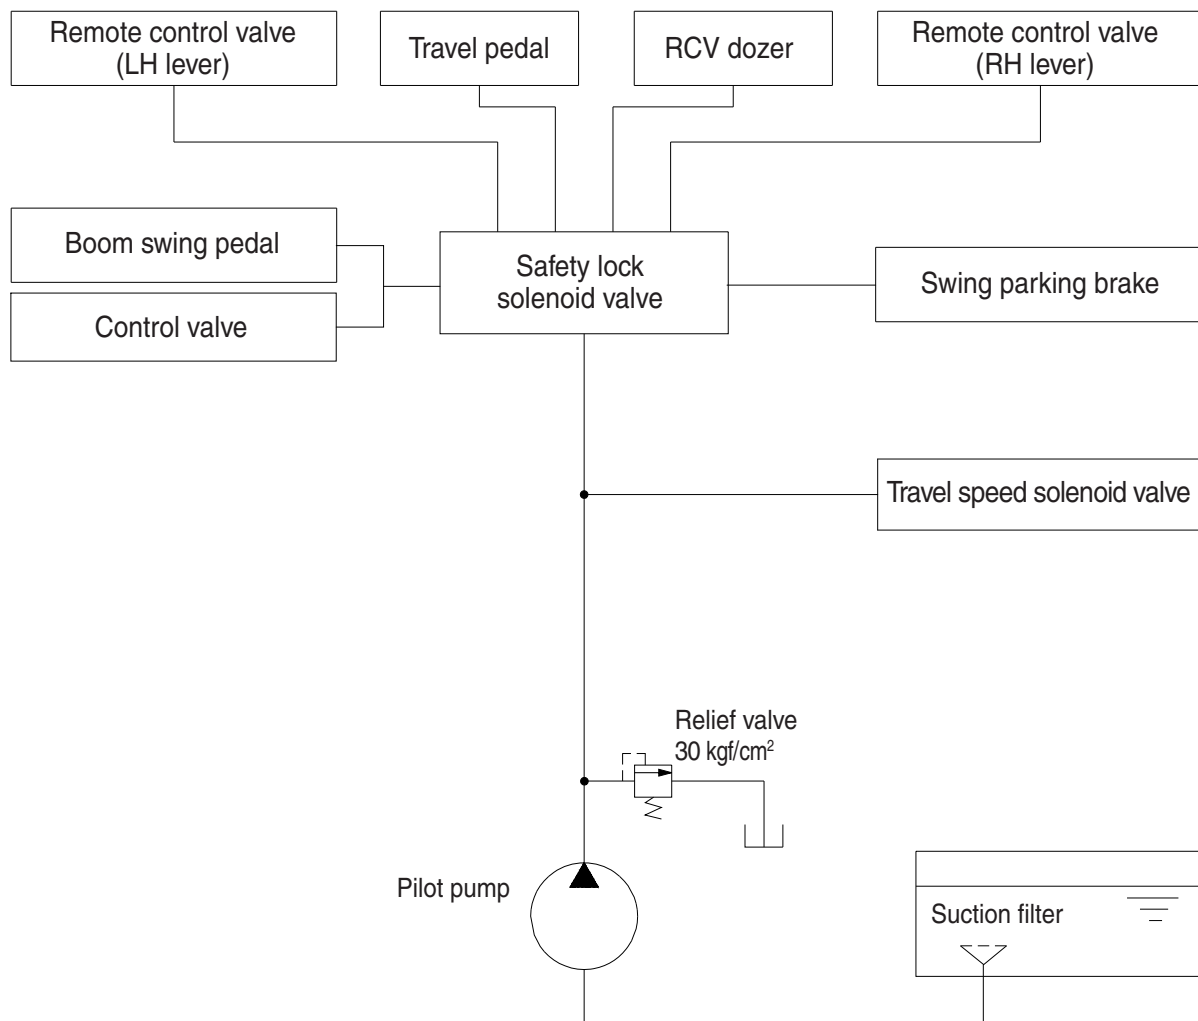 Remote control valve
(LH lever)
Travel pedal
RCV dozer
Remote control valve
(RH lever)
Boom swing pedal
Control valve
Safety lock
solenoid valve
Swing parking brake
Travel speed solenoid valve
Relief valve
30 kgf/cm²
Pilot pump
Suction filter